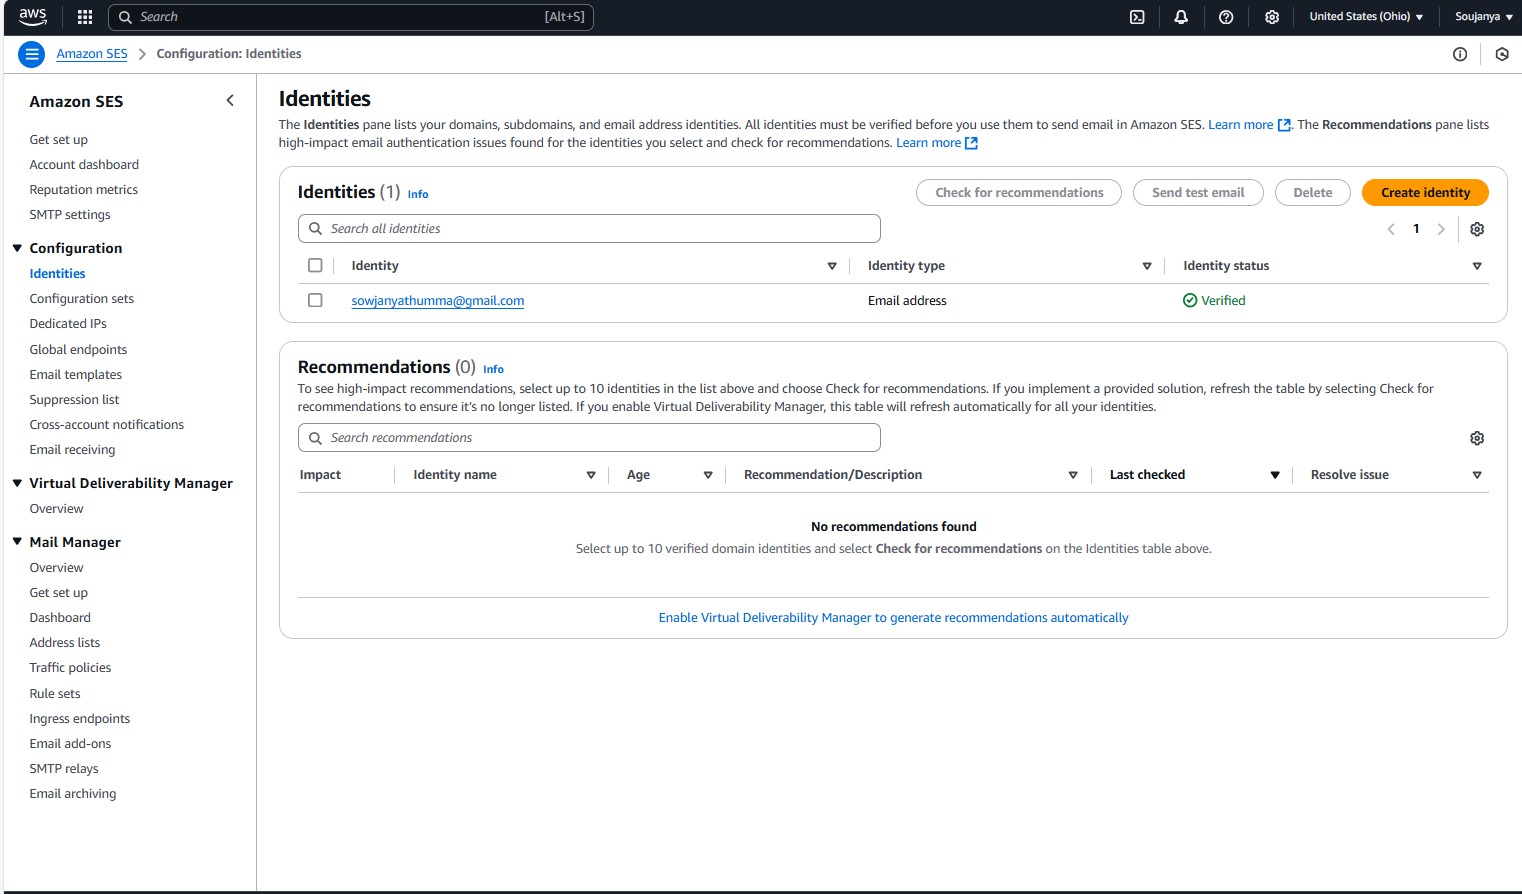 aws
Search [Alt+S]
United States (Ohio)
Soujanya
Amazon SES
Configuration: Identities
Amazon SES
Get set up
Account dashboard
Reputation metrics
SMTP settings
Configuration
Identities
Configuration sets
Dedicated IPs
Global endpoints
Email templates
Suppression list
Cross-account notifications
Email receiving
Virtual Deliverability Manager
Overview
Mail Manager
Overview
Get set up
Dashboard
Address lists
Traffic policies
Rule sets
Ingress endpoints
Email add-ons
SMTP relays
Email archiving
Identities
The Identities pane lists your domains, subdomains, and email address identities. All identities must be verified before you use them to send email in Amazon SES. Learn more. The Recommendations pane lists
high-impact email authentication issues found for the identities you select and check for recommendations. Learn more
Identities (1) Info
Check for recommendations
Send test email
Delete
Create identity
Search all identities
1
Identity Identity type Identity status
sowjanyathumma@gmail.com Email address Verified
Recommendations (0) Info
To see high-impact recommendations, select up to 10 identities in the list above and choose Check for recommendations. If you implement a provided solution, refresh the table by selecting Check for
recommendations to ensure it's no longer listed. If you enable Virtual Deliverability Manager, this table will refresh automatically for all your identities.
Search recommendations
Impact Identity name Age Recommendation/Description Last checked Resolve issue
No recommendations found
Select up to 10 verified domain identities and select Check for recommendations on the Identities table above.
Enable Virtual Deliverability Manager to generate recommendations automatically